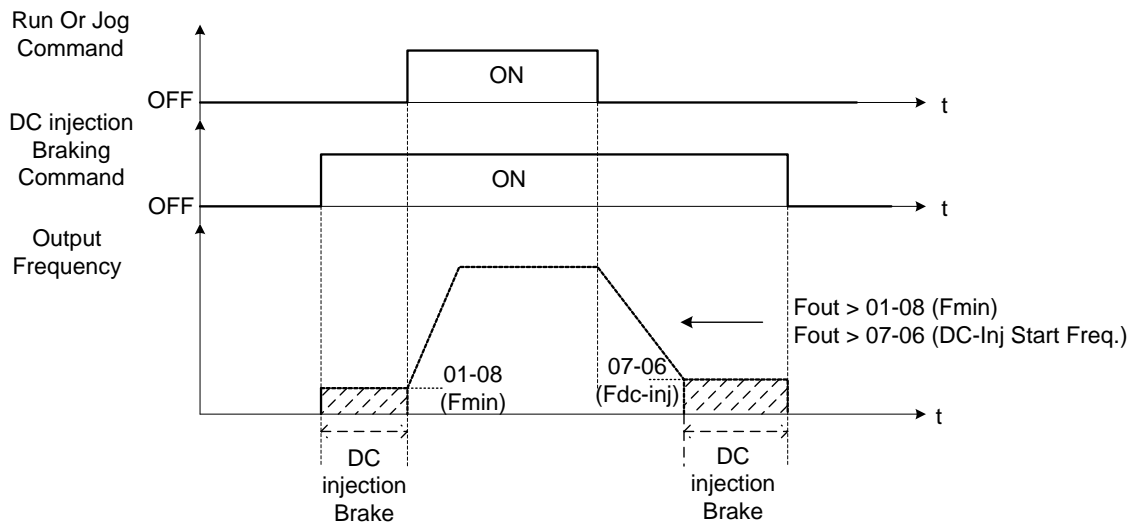 Run Or Jog
Command
ON
OFF
t
DC injection
Braking
Command
ON
OFF
t
Output
Frequency
Fout > 01-08 (Fmin)
Fout > 07-06 (DC-Inj Start Freq.)
01-08
(Fmin)
07-06
(Fdc-inj)
t
DC
injection
Brake
DC
injection
Brake